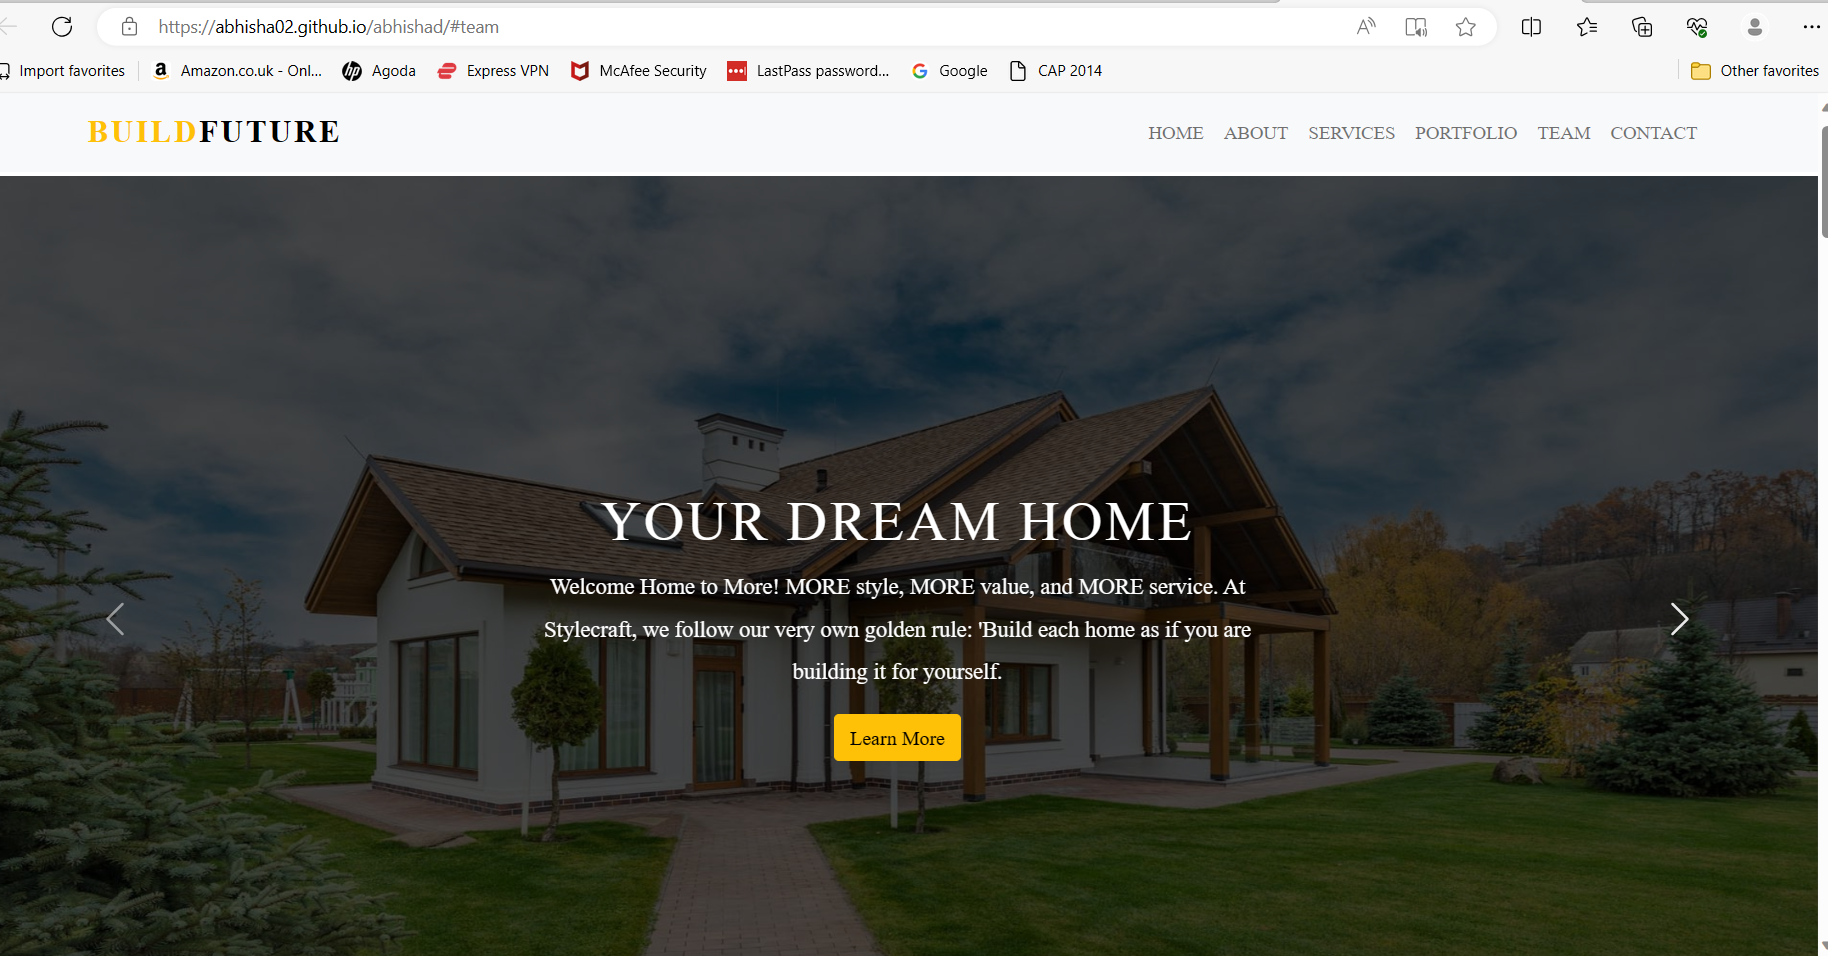 https://abhisha02.github.io/abhishad/#team
Import favorites
Amazon.co.uk - Onl...
Agoda
Express VPN
McAfee Security
LastPass password...
Google
CAP 2014
Other favorites
BUILDFUTURE
HOME ABOUT SERVICES PORTFOLIO TEAM CONTACT
YOUR DREAM HOME
Welcome Home to More! MORE style, MORE value, and MORE service. At
Stylecraft, we follow our very own golden rule: 'Build each home as if you are
building it for yourself.
Learn More